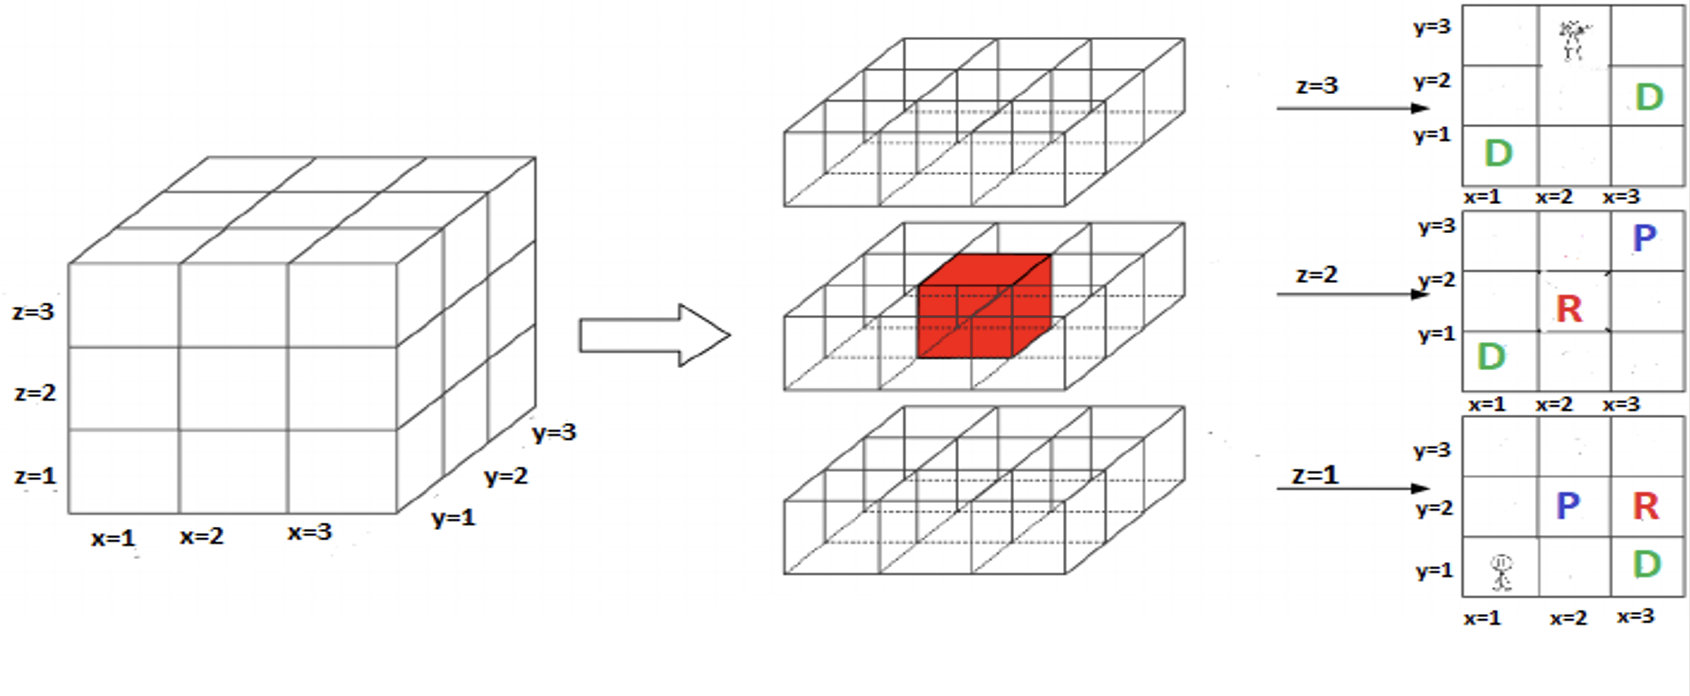 z=3
z=2
z=1
x=1 x=2 x=3
y=1
y=2
y=3
z=3
z=2
z=1
y=3
y=2 D
y=1 D
x=1 x=2 x=3
y=3 P
y=2 R
y=1 D
x=1 x=2 x=3
y=3
y=2 P R
y=1 D
x=1 x=2 x=3